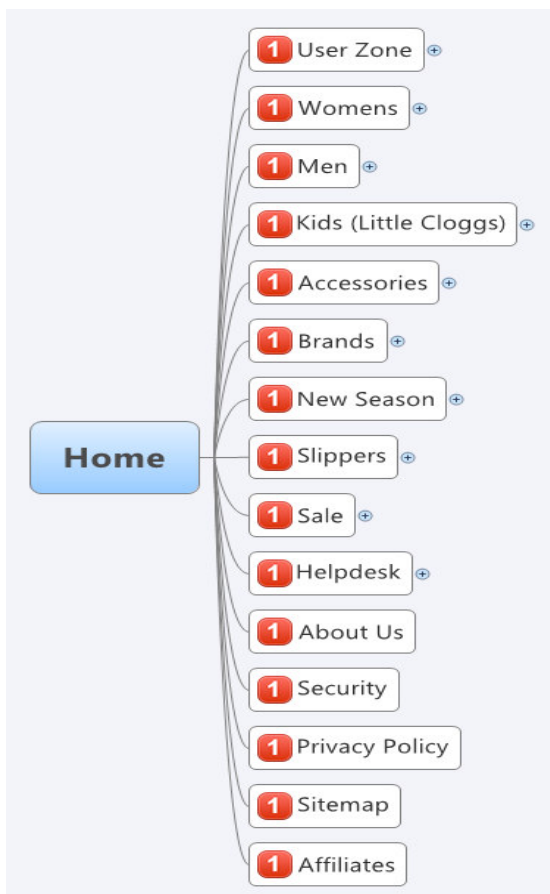 1 User Zone
1 Womens
1 Men
1 Kids (Little Cloggs)
1 Accessories
1 Brands
1 New Season
Home
1 Slippers
1 Sale
1 Helpdesk
1 About Us
1 Security
1 Privacy Policy
1 Sitemap
1 Affiliates